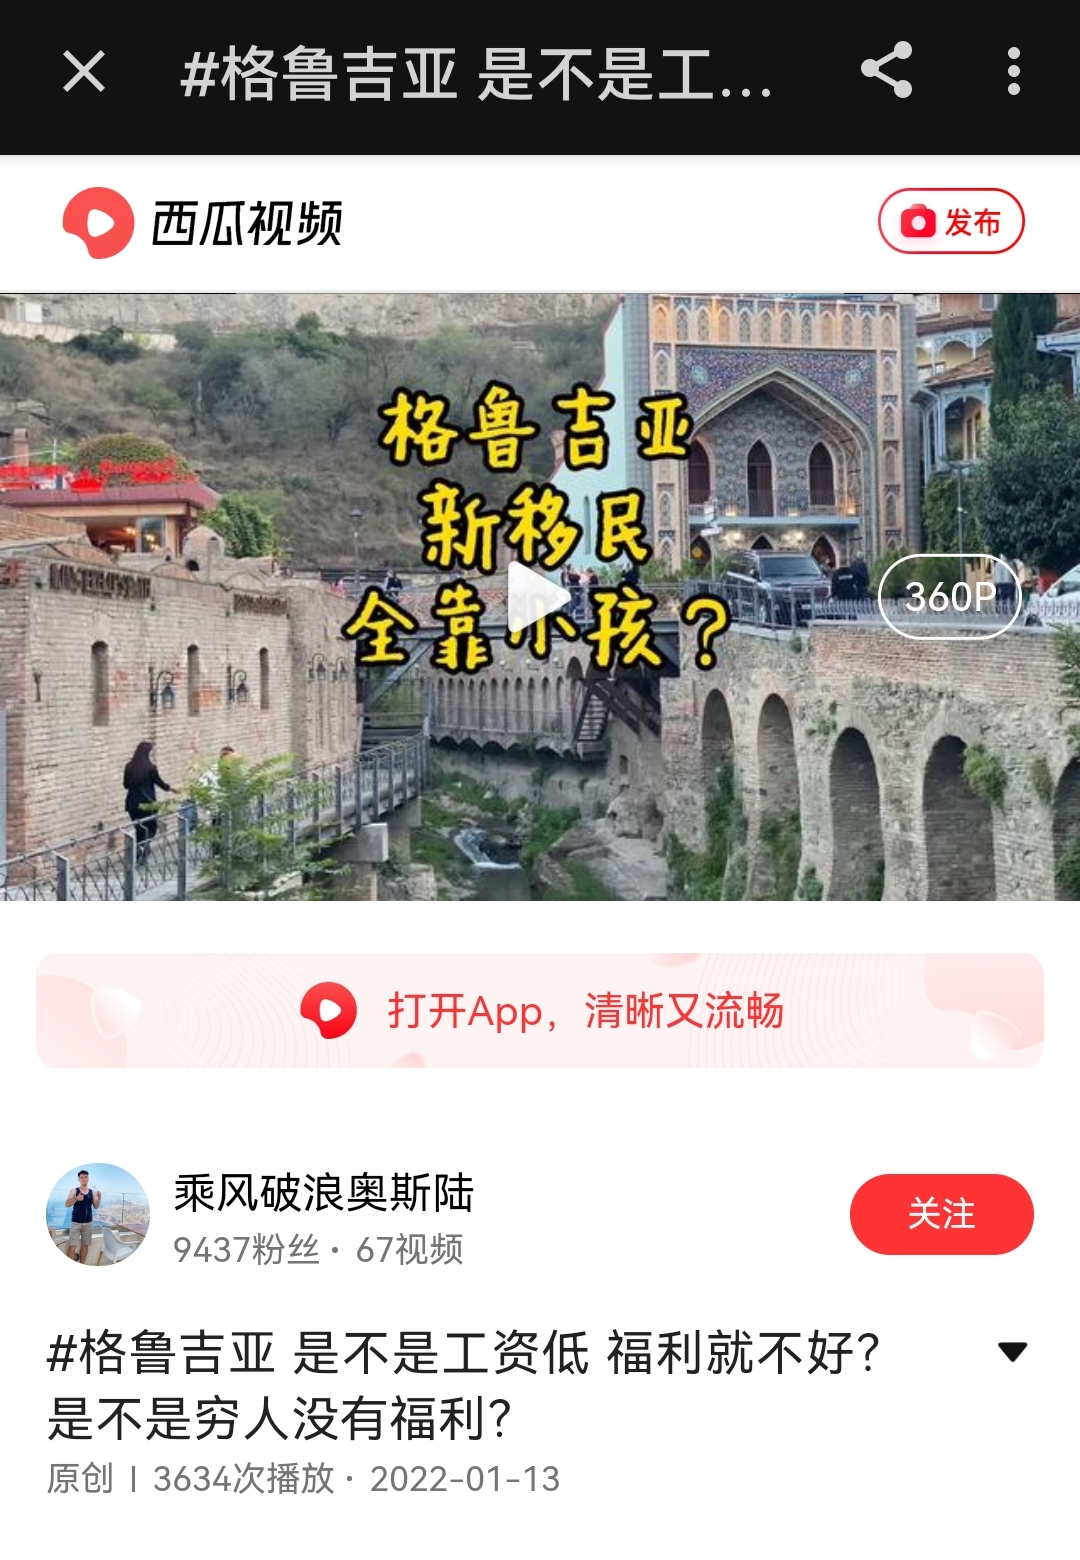 #格鲁吉亚 是不是工...
西瓜视频
发布
格鲁吉亚
新移民
全靠小孩？
360P
打开App，清晰又流畅
乘风破浪奥斯陆
9437粉丝 · 67视频
关注
#格鲁吉亚 是不是工资低 福利就不好?
是不是穷人没有福利?
原创 | 3634次播放 · 2022-01-13